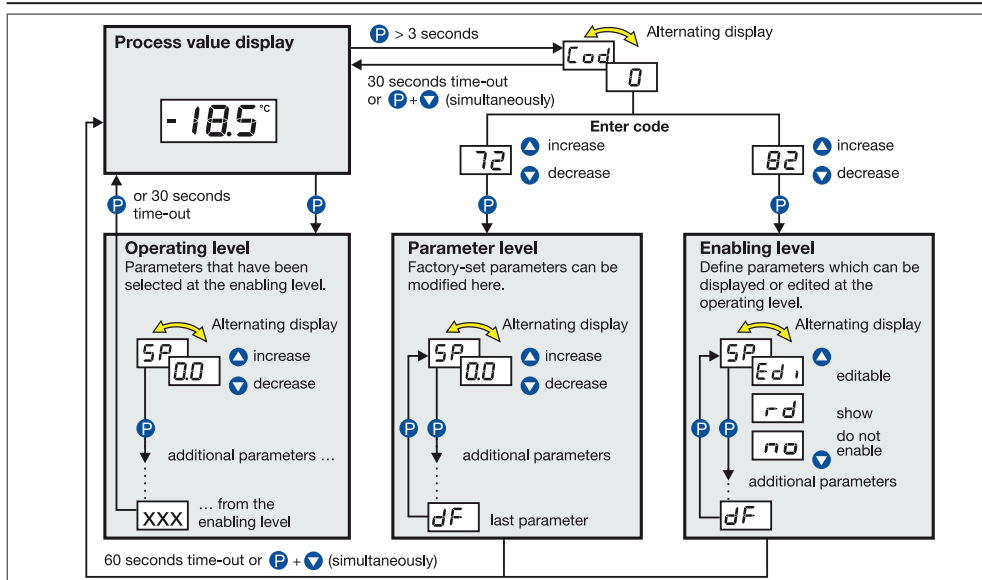 Process value display
-18.5 °C
P > 3 seconds
30 seconds time-out
or P + ▼ (simultaneously)
Cod
0
Alternating display
Enter code
72
▲ increase
▼ decrease
82
▲ increase
▼ decrease
P or 30 seconds
time-out
P
P
P
Operating level
Parameters that have been
selected at the enabling level.
Alternating display
SP
0.0
▲ increase
▼ decrease
P
additional parameters ...
xxx
... from the
enabling level
Parameter level
Factory-set parameters can be
modified here.
Alternating display
SP
0.0
▲ increase
▼ decrease
P P
additional parameters
dF
last parameter
Enabling level
Define parameters which can be
displayed or edited at the
operating level.
Alternating display
SP
Edi
▲
editable
rd
show
no
do not
enable
▼
P P
additional parameters
dF
60 seconds time-out or P + ▼ (simultaneously)